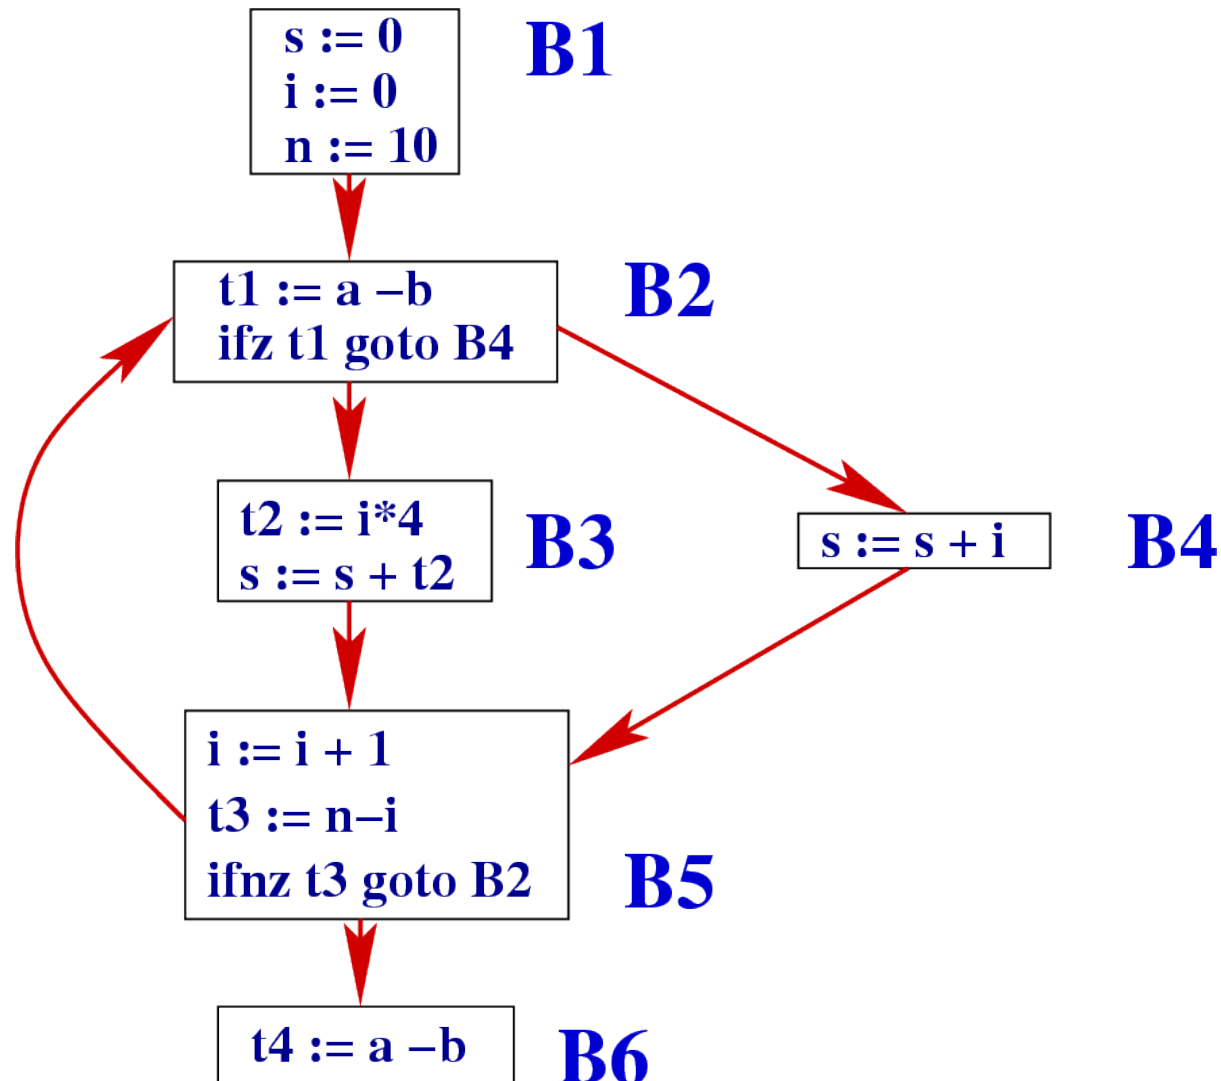 s := 0
i := 0
n := 10
B1
t1 := a −b
ifz t1 goto B4
B2
t2 := i*4
s := s + t2
B3
s := s + i
B4
i := i + 1
t3 := n−i
ifnz t3 goto B2
B5
t4 := a −b
B6